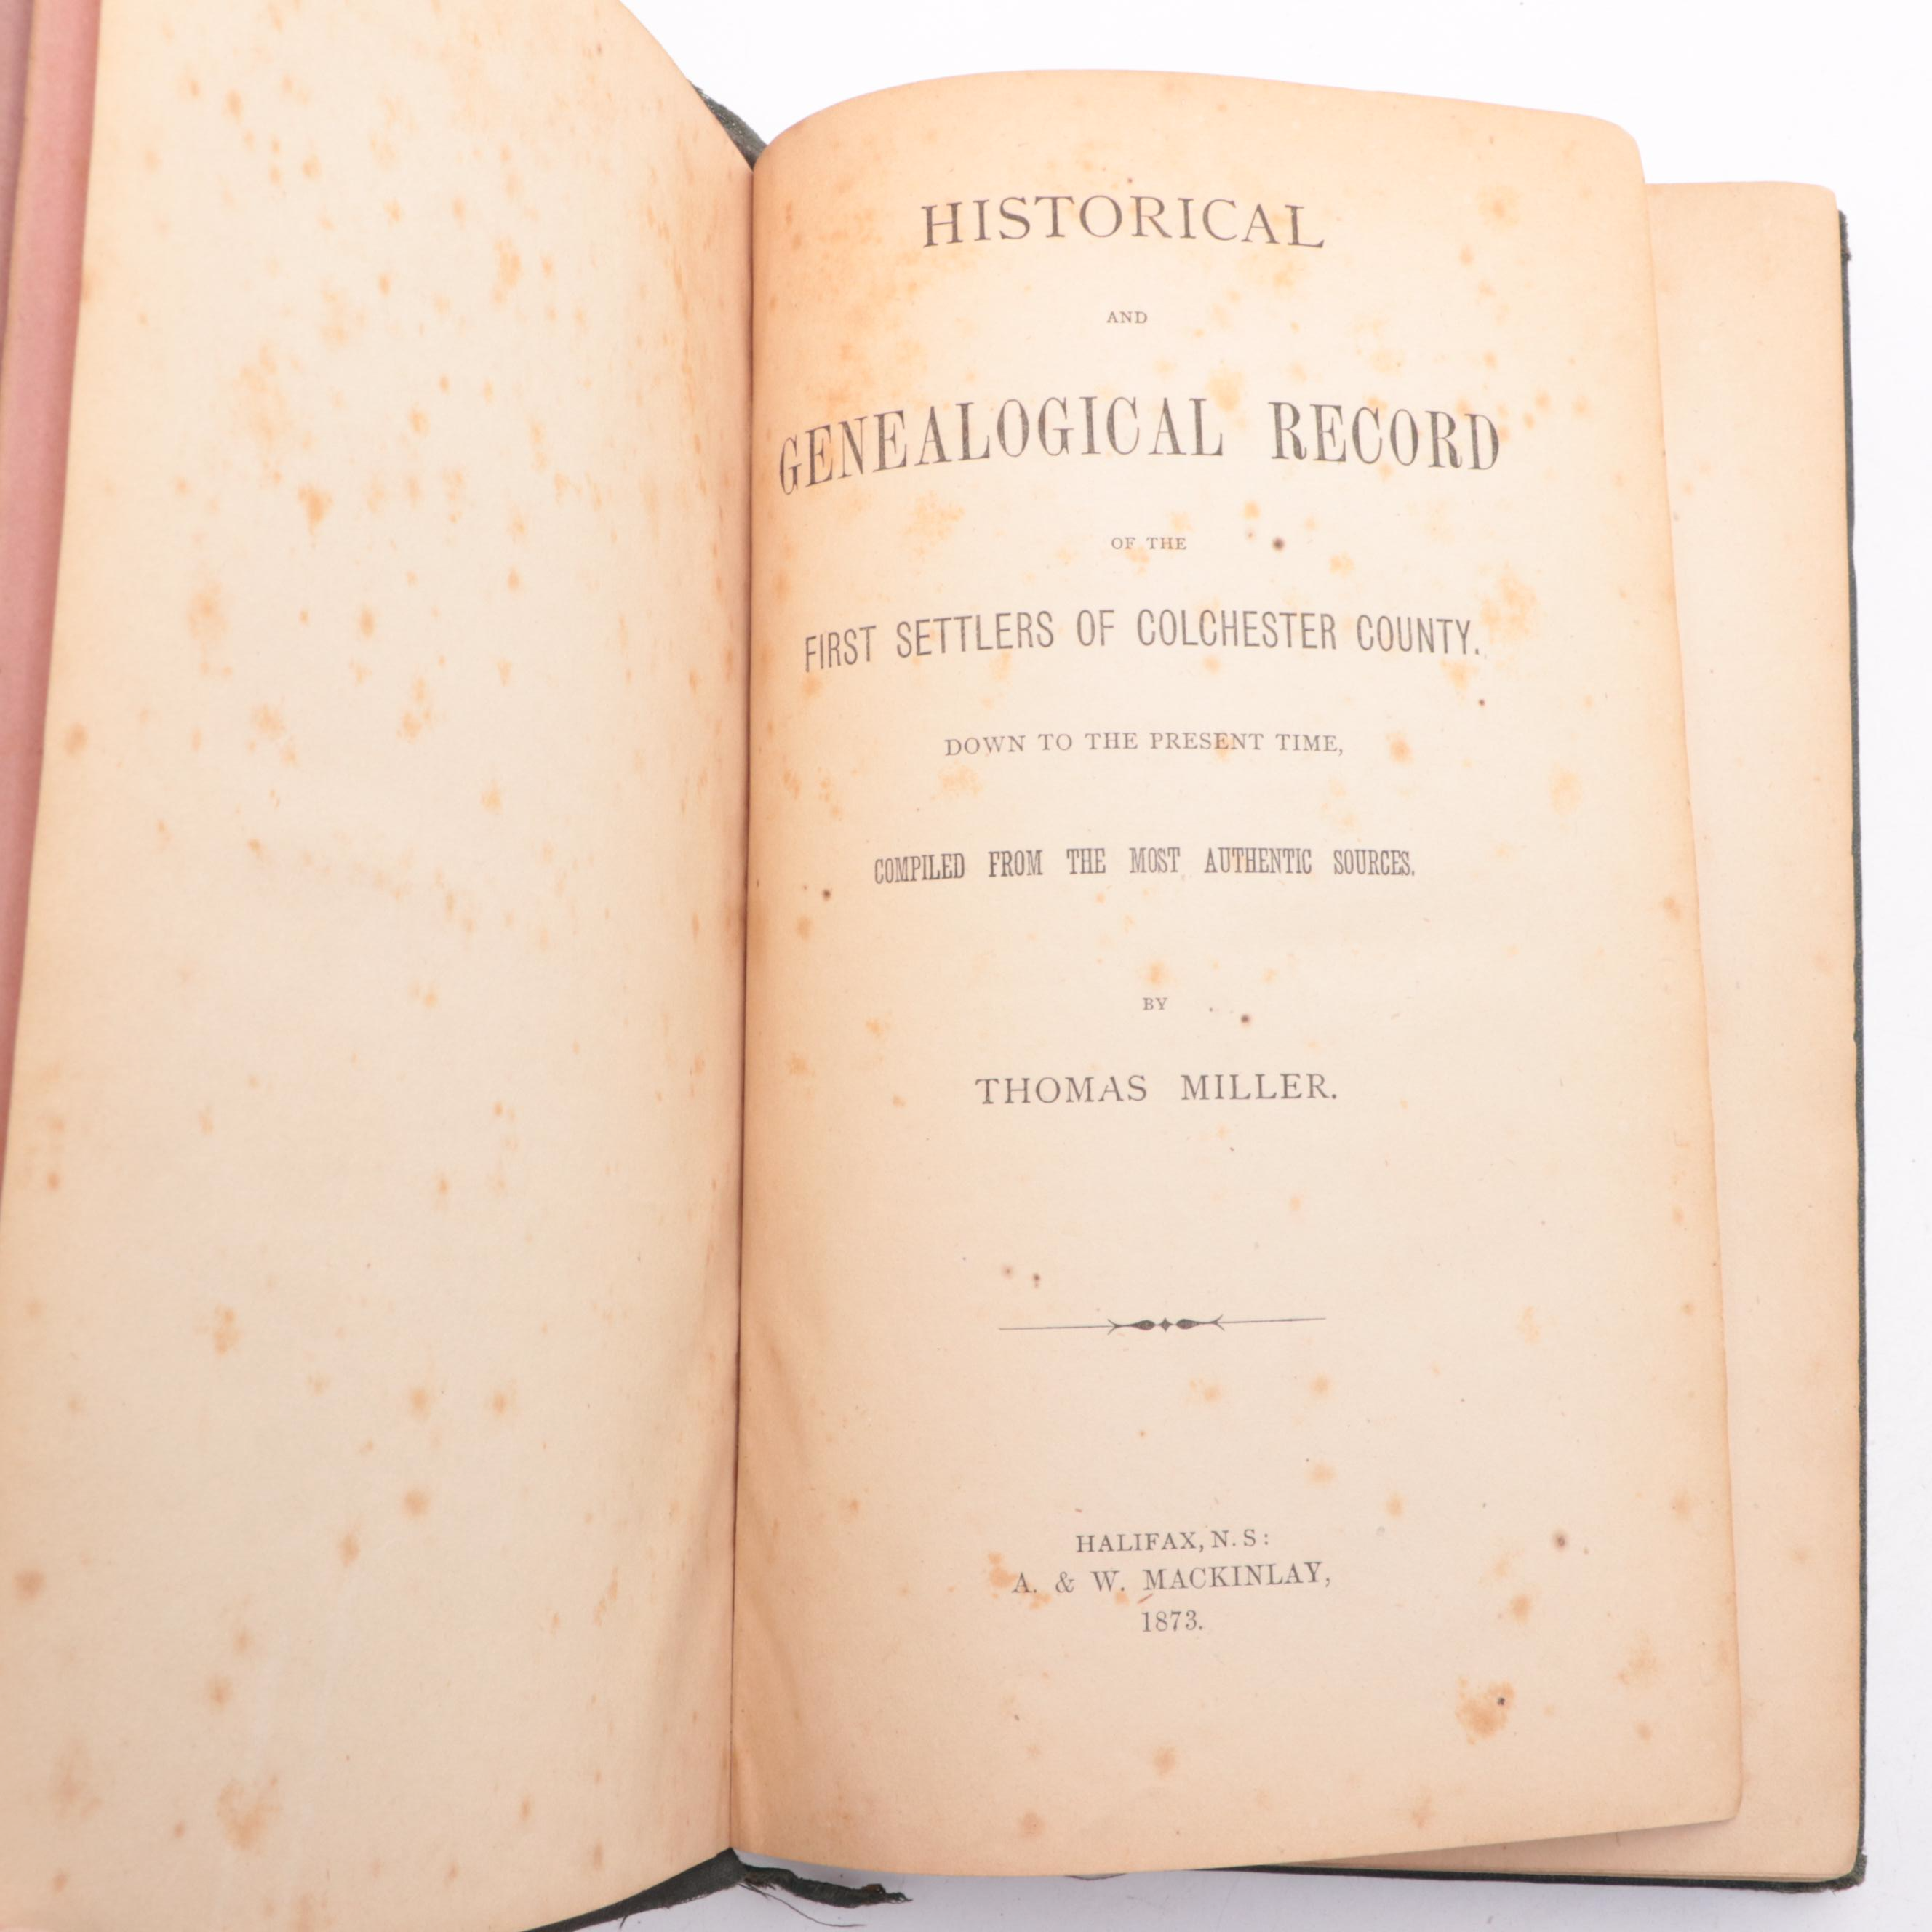 HISTORICAL
AND
GENEALOGICAL RECORD
OF THE
FIRST SETTLERS OF COLCHESTER COUNTY.
DOWN TO THE PRESENT TIME,
COMPILED FROM THE MOST AUTHENTIC SOURCES.
BY
THOMAS MILLER.
HALIFAX, N. S:
A. & W. MACKINLAY,
1873.